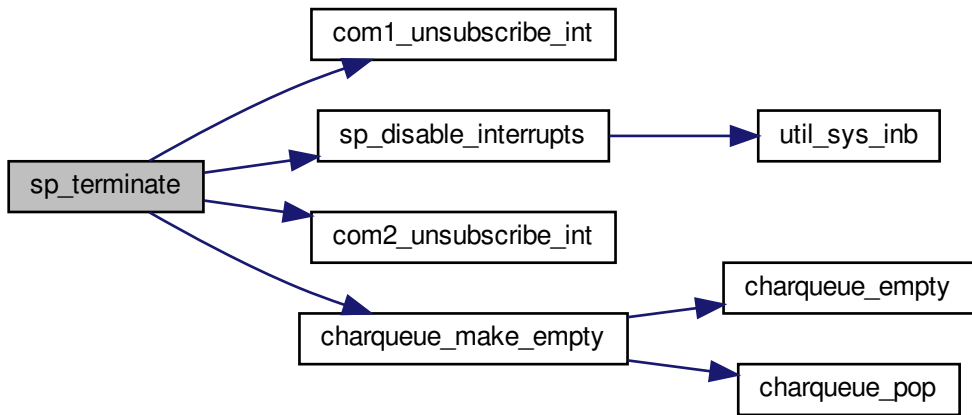 com1_unsubscribe_int
sp_disable_interrupts
util_sys_inb
sp_terminate
com2_unsubscribe_int
charqueue_empty
charqueue_make_empty
charqueue_pop